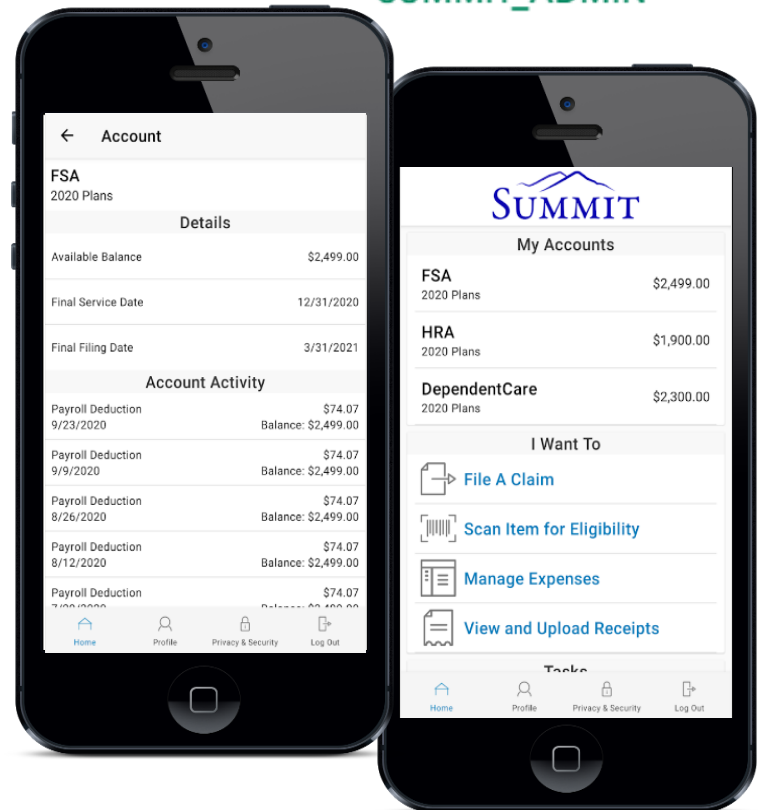 SUMMIT_ADMIN
Account
FSA
2020 Plans
Details
Available Balance $2,499.00
Final Service Date 12/31/2020
Final Filing Date 3/31/2021
Account Activity
Payroll Deduction $74.07
9/23/2020 Balance: $2,499.00
Payroll Deduction $74.07
9/9/2020 Balance: $2,499.00
Payroll Deduction $74.07
8/26/2020 Balance: $2,499.00
Payroll Deduction $74.07
8/12/2020 Balance: $2,499.00
Payroll Deduction $74.07
Home Profile Privacy & Security Log Out
SUMMIT
My Accounts
FSA $2,499.00
2020 Plans
HRA $1,900.00
2020 Plans
DependentCare $2,300.00
2020 Plans
I Want To
File A Claim
Scan Item for Eligibility
Manage Expenses
View and Upload Receipts
Tasks
Home Profile Privacy & Security Log Out